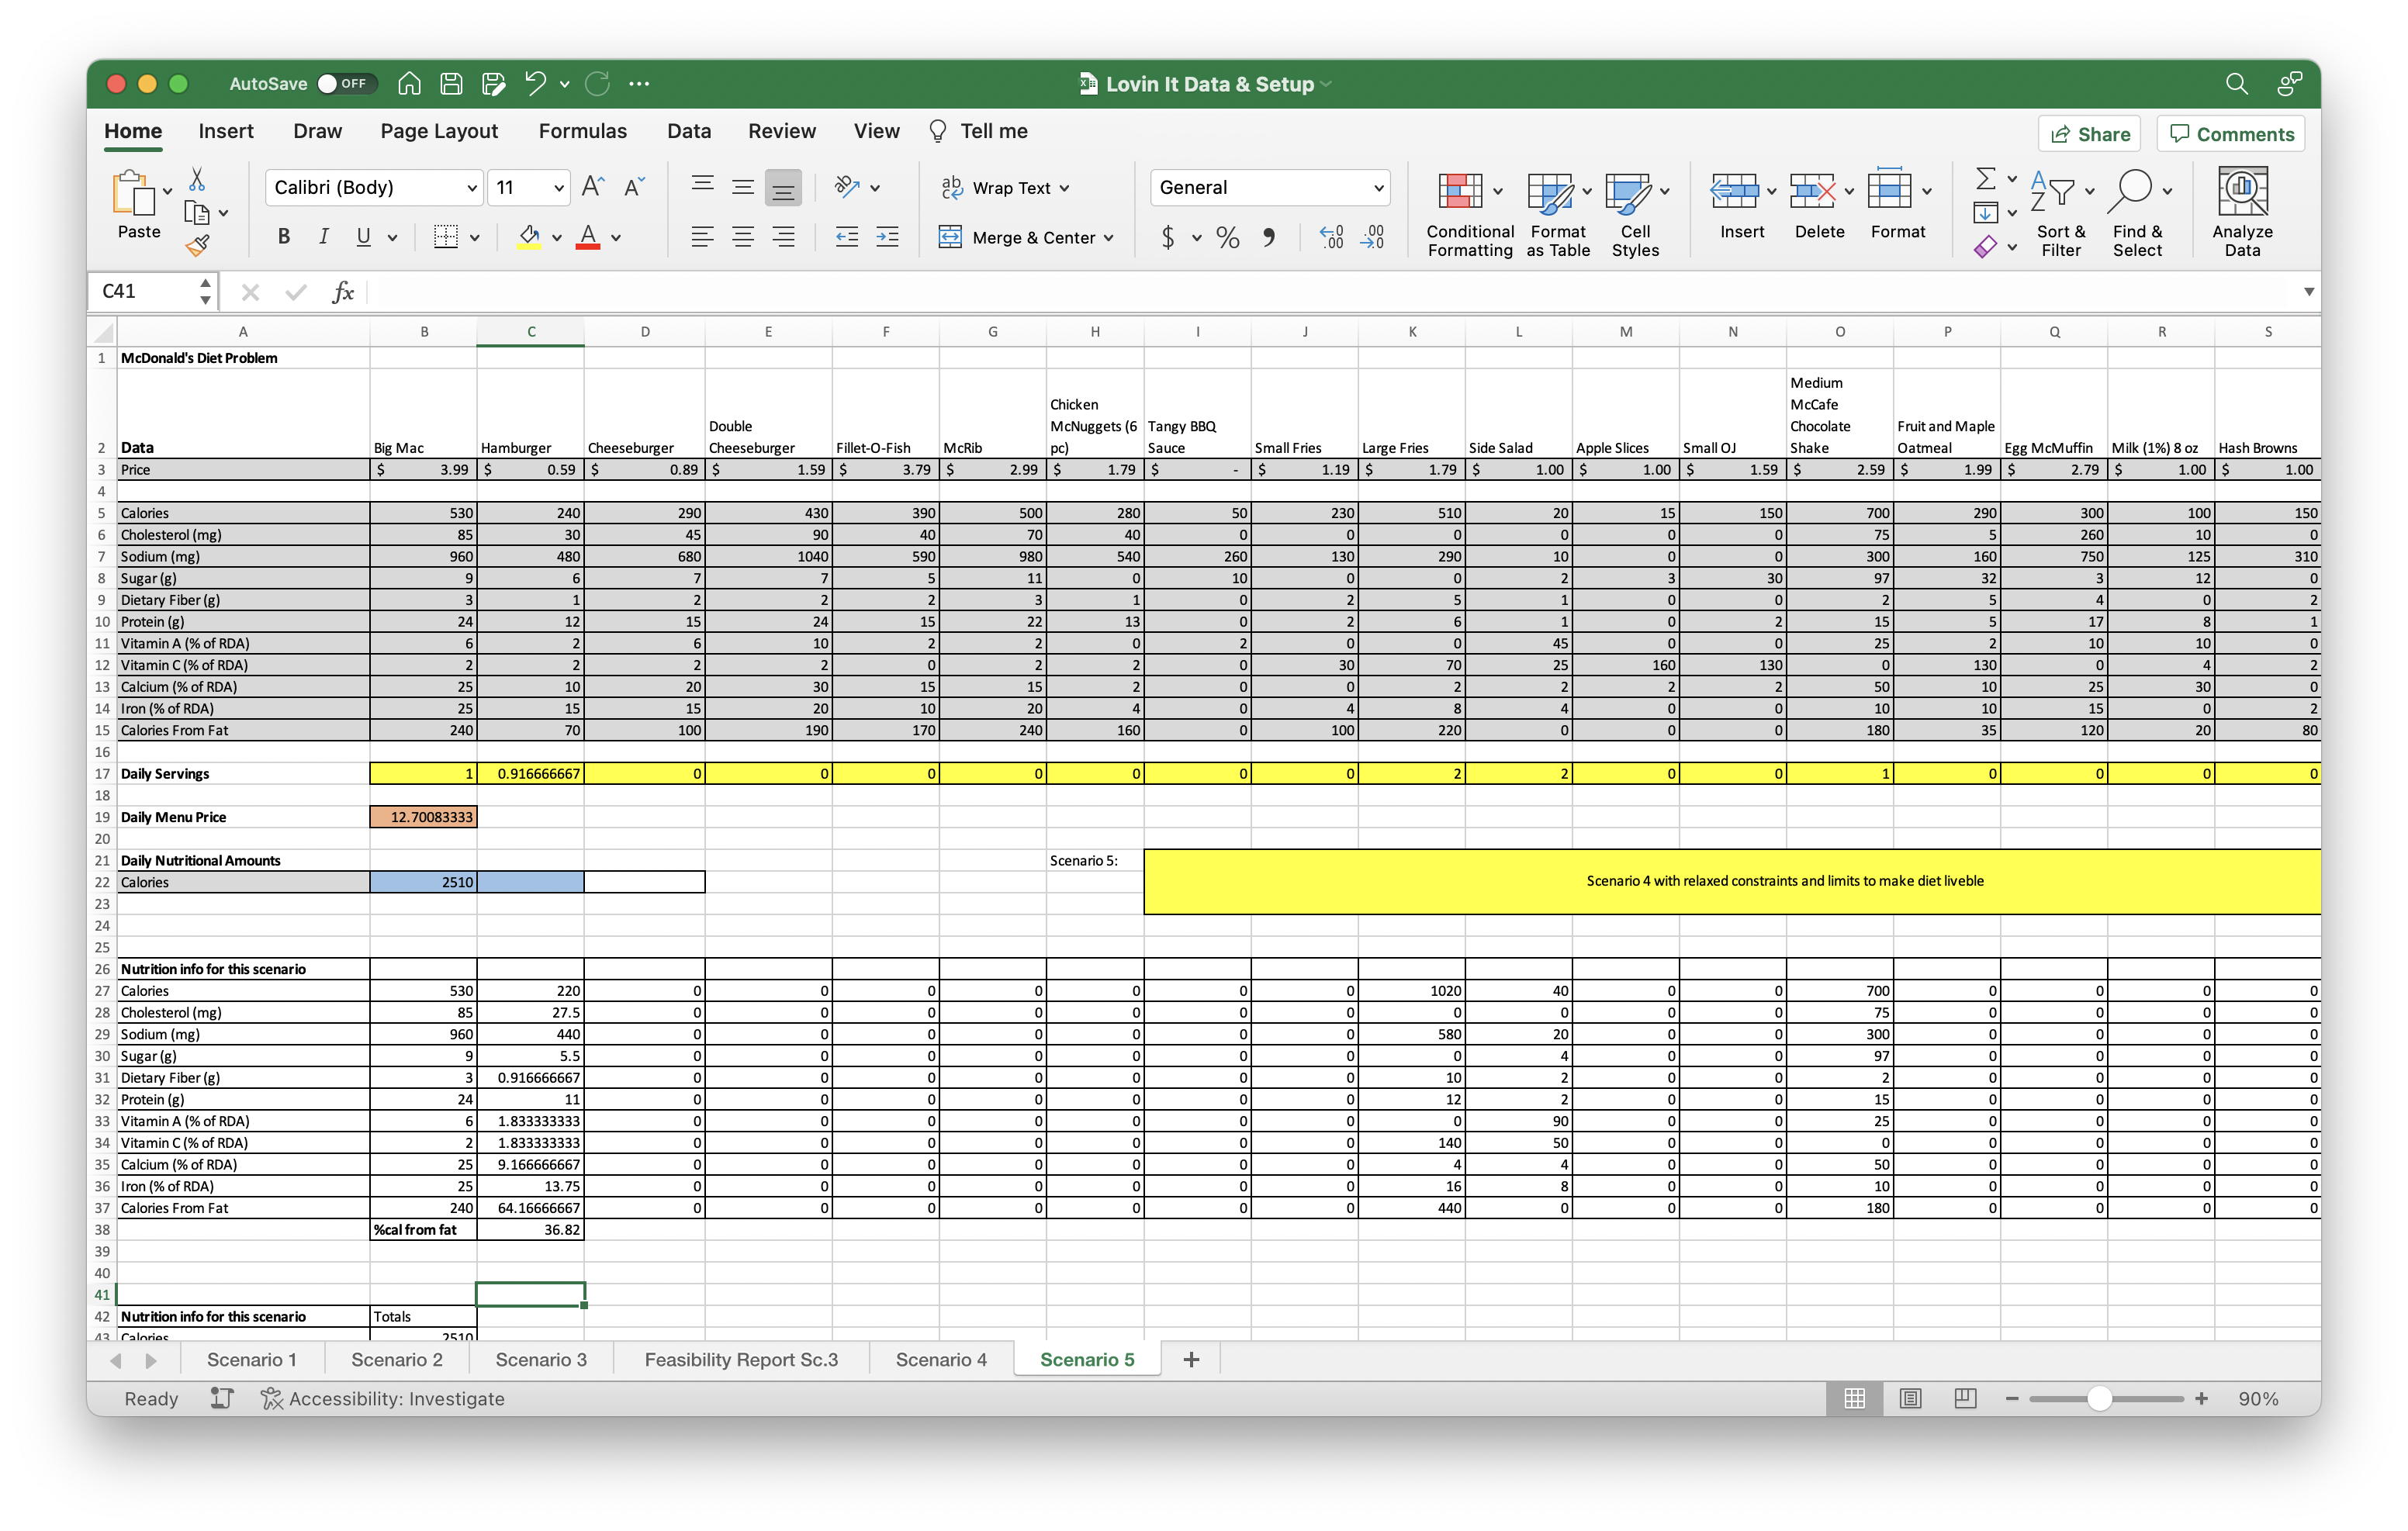 AutoSave OFF Lovin It Data & Setup
Home Insert Draw Page Layout Formulas Data Review View Tell me Share Comments
Paste Calibri (Body) 11 Wrap Text General Conditional Formatting Format as Table Cell Styles Insert Delete Format Sort & Filter Find & Select Analyze Data
B I U Merge & Center $ %
C41 fx
A B C D E F G H I J K L M N O P Q R S
1 McDonald's Diet Problem
2 Data Big Mac Hamburger Cheeseburger Double Cheeseburger Fillet-O-Fish McRib Chicken McNuggets (6 pc) Tangy BBQ Sauce Small Fries Large Fries Side Salad Apple Slices Small OJ Medium McCafe Chocolate Shake Fruit and Maple Oatmeal Egg McMuffin Milk (1%) 8 oz Hash Browns
3 Price $ 3.99 $ 0.59 $ 0.89 $ 1.59 $ 3.79 $ 2.99 $ 1.79 $ - $ 1.19 $ 1.79 $ 1.00 $ 1.00 $ 1.59 $ 2.59 $ 1.99 $ 2.79 $ 1.00 $ 1.00
4
5 Calories 530 240 290 430 390 500 280 50 230 510 20 15 150 700 290 300 100 150
6 Cholesterol (mg) 85 30 45 90 40 70 40 0 0 0 0 0 0 75 5 260 10 0
7 Sodium (mg) 960 480 680 1040 590 980 540 260 130 290 10 0 0 300 160 750 125 310
8 Sugar (g) 9 6 7 7 5 11 0 10 0 0 2 3 30 97 32 3 12 0
9 Dietary Fiber (g) 3 1 2 2 2 3 1 0 2 5 1 0 0 2 5 4 0 2
10 Protein (g) 24 12 15 24 15 22 13 0 2 6 1 0 2 15 5 17 8 1
11 Vitamin A (% of RDA) 6 2 6 10 2 2 0 2 0 0 45 0 0 25 2 10 10 0
12 Vitamin C (% of RDA) 2 2 2 2 0 2 2 0 30 70 25 160 130 0 130 0 4 2
13 Calcium (% of RDA) 25 10 20 30 15 15 2 0 0 2 2 2 2 50 10 25 30 0
14 Iron (% of RDA) 25 15 15 20 10 20 4 0 4 8 4 0 0 10 10 15 0 2
15 Calories From Fat 240 70 100 190 170 240 160 0 100 220 0 0 0 180 35 120 20 80
16
17 Daily Servings 1 0.916666667 0 0 0 0 0 0 0 2 2 0 0 1 0 0 0 0
18
19 Daily Menu Price 12.70083333
20
21 Daily Nutritional Amounts Scenario 5:
22 Calories 2510 Scenario 4 with relaxed constraints and limits to make diet liveble
23
24
25
26 Nutrition info for this scenario
27 Calories 530 220 0 0 0 0 0 0 0 1020 40 0 0 700 0 0 0 0
28 Cholesterol (mg) 85 27.5 0 0 0 0 0 0 0 0 0 0 0 75 0 0 0 0
29 Sodium (mg) 960 440 0 0 0 0 0 0 0 580 20 0 0 300 0 0 0 0
30 Sugar (g) 9 5.5 0 0 0 0 0 0 0 0 4 0 0 97 0 0 0 0
31 Dietary Fiber (g) 3 0.916666667 0 0 0 0 0 0 0 10 2 0 0 2 0 0 0 0
32 Protein (g) 24 11 0 0 0 0 0 0 0 12 2 0 0 15 0 0 0 0
33 Vitamin A (% of RDA) 6 1.833333333 0 0 0 0 0 0 0 0 90 0 0 25 0 0 0 0
34 Vitamin C (% of RDA) 2 1.833333333 0 0 0 0 0 0 0 140 50 0 0 0 0 0 0 0
35 Calcium (% of RDA) 25 9.166666667 0 0 0 0 0 0 0 4 4 0 0 50 0 0 0 0
36 Iron (% of RDA) 25 13.75 0 0 0 0 0 0 0 16 8 0 0 10 0 0 0 0
37 Calories From Fat 240 64.16666667 0 0 0 0 0 0 0 440 0 0 0 180 0 0 0 0
38 %cal from fat 36.82
39
40
41
42 Nutrition info for this scenario Totals
43 Calories 2510
Scenario 1 Scenario 2 Scenario 3 Feasibility Report Sc.3 Scenario 4 Scenario 5 +
Ready Accessibility: Investigate 90%